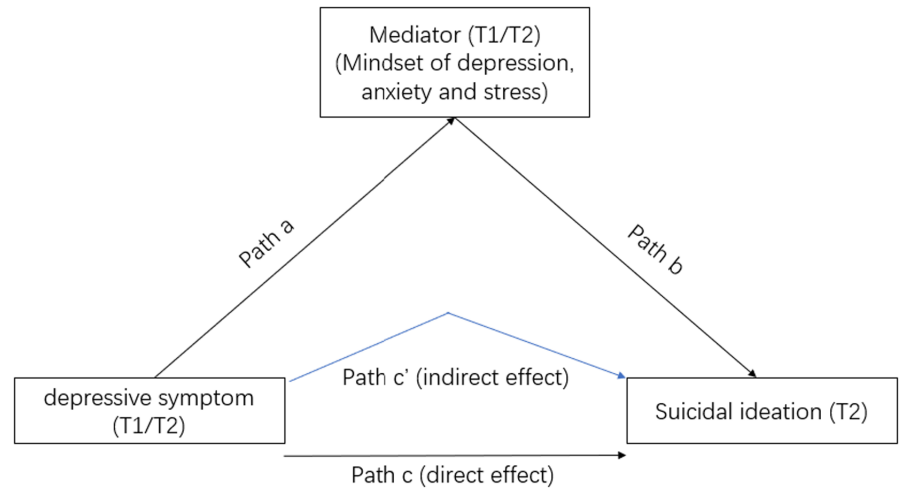 Mediator (T1/T2)
(Mindset of depression,
anxiety and stress)
Path a
Path b
Path c' (indirect effect)
depressive symptom
(T1/T2)
Suicidal ideation (T2)
Path c (direct effect)